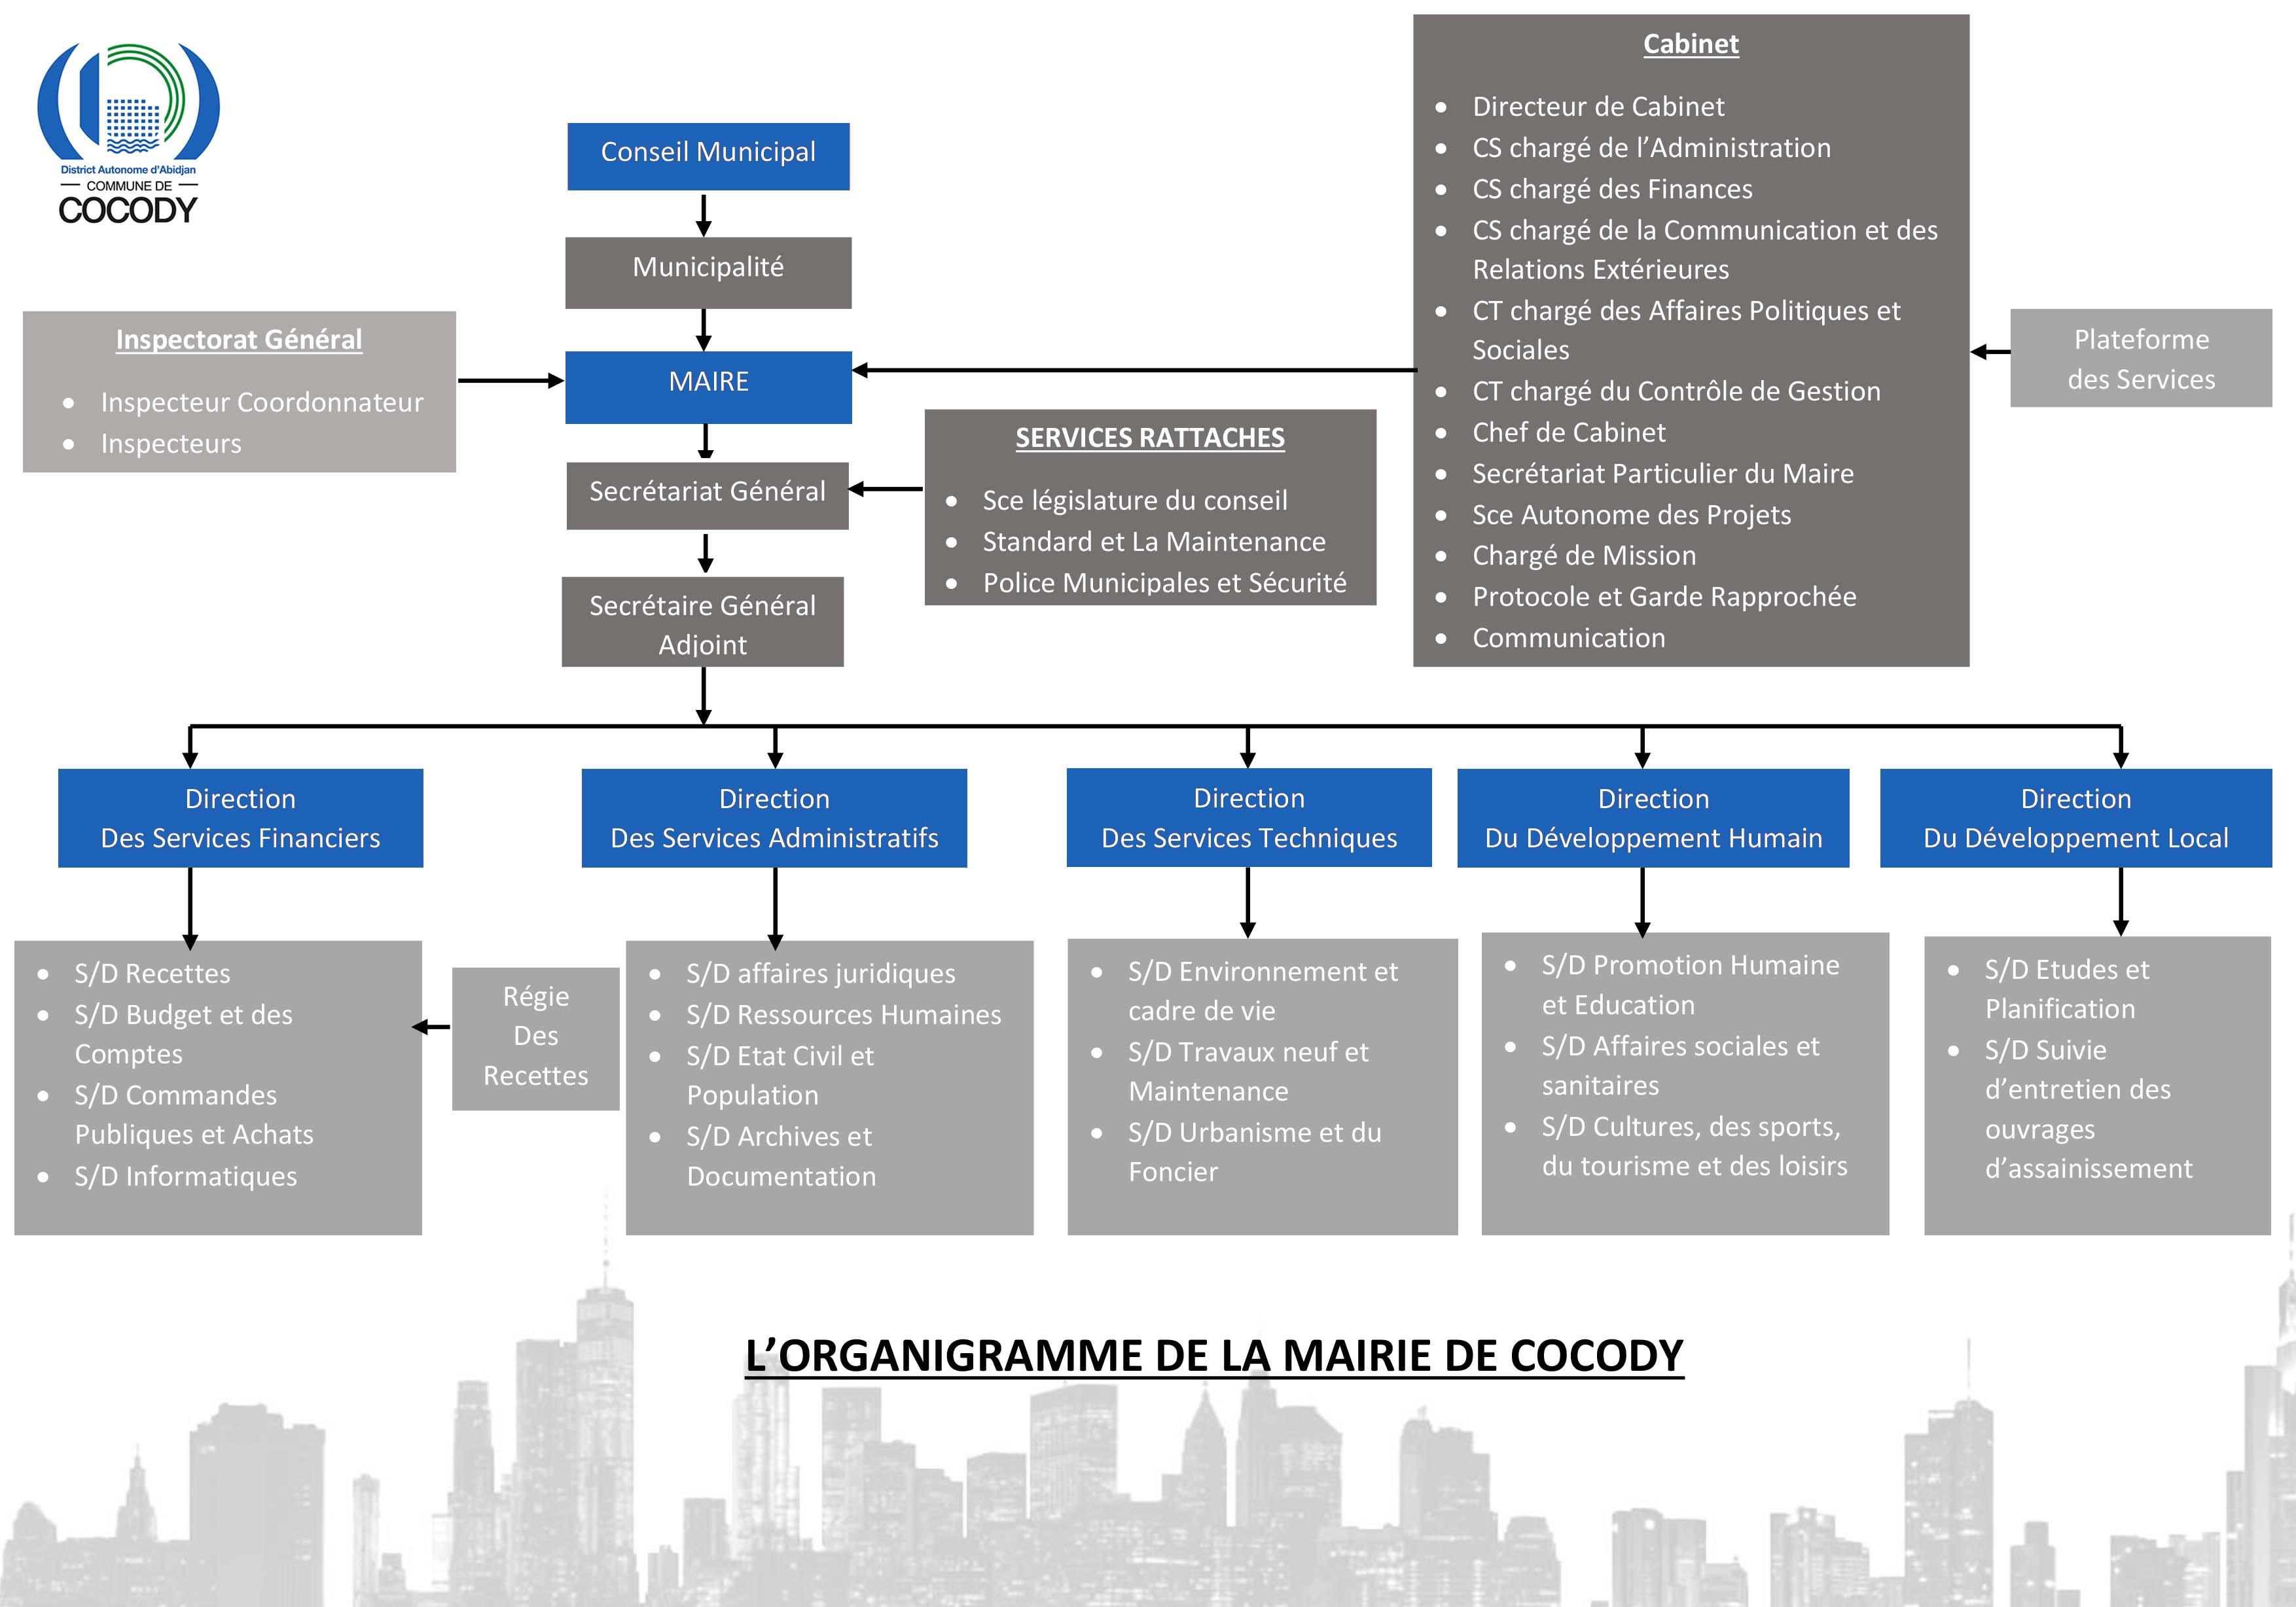 District Autonome d'Abidjan
COMMUNE DE
COCODY
Conseil Municipal
Municipalité
MAIRE
Secrétariat Général
Secrétaire Général
Adjoint
Inspectorat Général
• Inspecteur Coordonnateur
• Inspecteurs
SERVICES RATTACHES
• Sce législature du conseil
• Standard et La Maintenance
• Police Municipales et Sécurité
Cabinet
• Directeur de Cabinet
• CS chargé de l’Administration
• CS chargé des Finances
• CS chargé de la Communication et des
Relations Extérieures
• CT chargé des Affaires Politiques et
Sociales
• CT chargé du Contrôle de Gestion
• Chef de Cabinet
• Secrétariat Particulier du Maire
• Sce Autonome des Projets
• Chargé de Mission
• Protocole et Garde Rapprochée
• Communication
Plateforme
des Services
Direction
Des Services Financiers
Direction
Des Services Administratifs
Direction
Des Services Techniques
Direction
Du Développement Humain
Direction
Du Développement Local
• S/D Recettes
• S/D Budget et des
Comptes
• S/D Commandes
Publiques et Achats
• S/D Informatiques
Régie
Des
Recettes
• S/D affaires juridiques
• S/D Ressources Humaines
• S/D Etat Civil et
Population
• S/D Archives et
Documentation
• S/D Environnement et
cadre de vie
• S/D Travaux neuf et
Maintenance
• S/D Urbanisme et du
Foncier
• S/D Promotion Humaine
et Education
• S/D Affaires sociales et
sanitaires
• S/D Cultures, des sports,
du tourisme et des loisirs
• S/D Etudes et
Planification
• S/D Suivie
d’entretien des
ouvrages
d’assainissement
L’ORGANIGRAMME DE LA MAIRIE DE COCODY